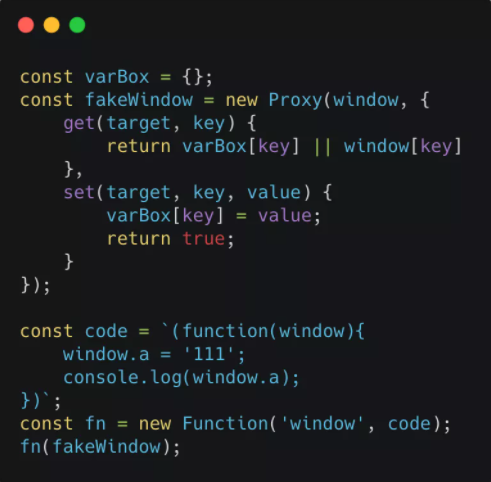 const varBox = {};
const fakeWindow = new Proxy(window, {
    get(target, key) {
        return varBox[key] || window[key]
    },
    set(target, key, value) {
        varBox[key] = value;
        return true;
    }
});

const code = `(function(window){
    window.a = '111';
    console.log(window.a);
})`;
const fn = new Function('window', code);
fn(fakeWindow);